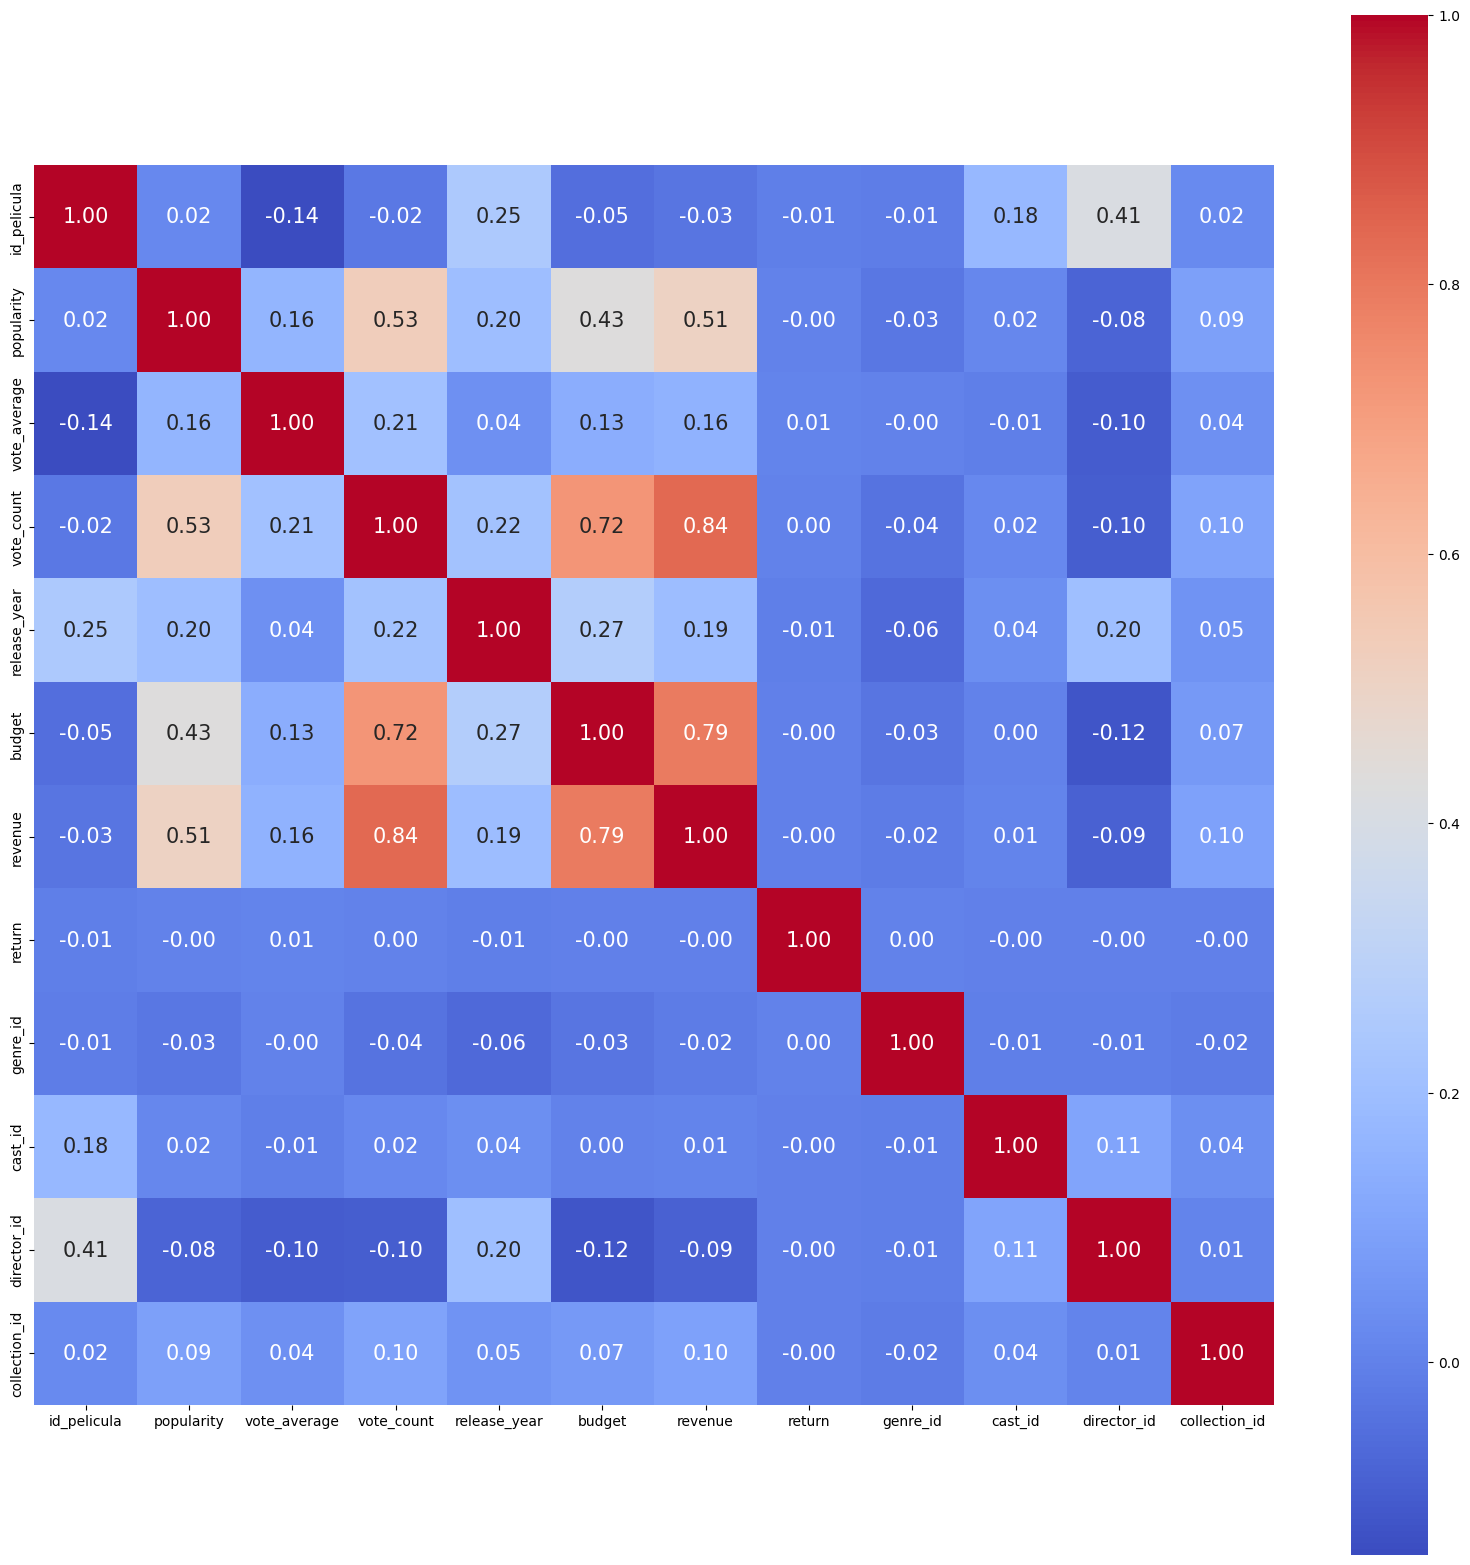 1.0
id_pelicula 1.00 0.02 -0.14 -0.02 0.25 -0.05 -0.03 -0.01 -0.01 0.18 0.41 0.02
0.8
popularity 0.02 1.00 0.16 0.53 0.20 0.43 0.51 -0.00 -0.03 0.02 -0.08 0.09
vote_average -0.14 0.16 1.00 0.21 0.04 0.13 0.16 0.01 -0.00 -0.01 -0.10 0.04
vote_count -0.02 0.53 0.21 1.00 0.22 0.72 0.84 0.00 -0.04 0.02 -0.10 0.10
0.6
release_year 0.25 0.20 0.04 0.22 1.00 0.27 0.19 -0.01 -0.06 0.04 0.20 0.05
budget -0.05 0.43 0.13 0.72 0.27 1.00 0.79 -0.00 -0.03 0.00 -0.12 0.07
0.4
revenue -0.03 0.51 0.16 0.84 0.19 0.79 1.00 -0.00 -0.02 0.01 -0.09 0.10
return -0.01 -0.00 0.01 0.00 -0.01 -0.00 -0.00 1.00 0.00 -0.00 -0.00 -0.00
genre_id -0.01 -0.03 -0.00 -0.04 -0.06 -0.03 -0.02 0.00 1.00 -0.01 -0.01 -0.02
0.2
cast_id 0.18 0.02 -0.01 0.02 0.04 0.00 0.01 -0.00 -0.01 1.00 0.11 0.04
director_id 0.41 -0.08 -0.10 -0.10 0.20 -0.12 -0.09 -0.00 -0.01 0.11 1.00 0.01
collection_id 0.02 0.09 0.04 0.10 0.05 0.07 0.10 -0.00 -0.02 0.04 0.01 1.00
0.0
id_pelicula popularity vote_average vote_count release_year budget revenue return genre_id cast_id director_id collection_id